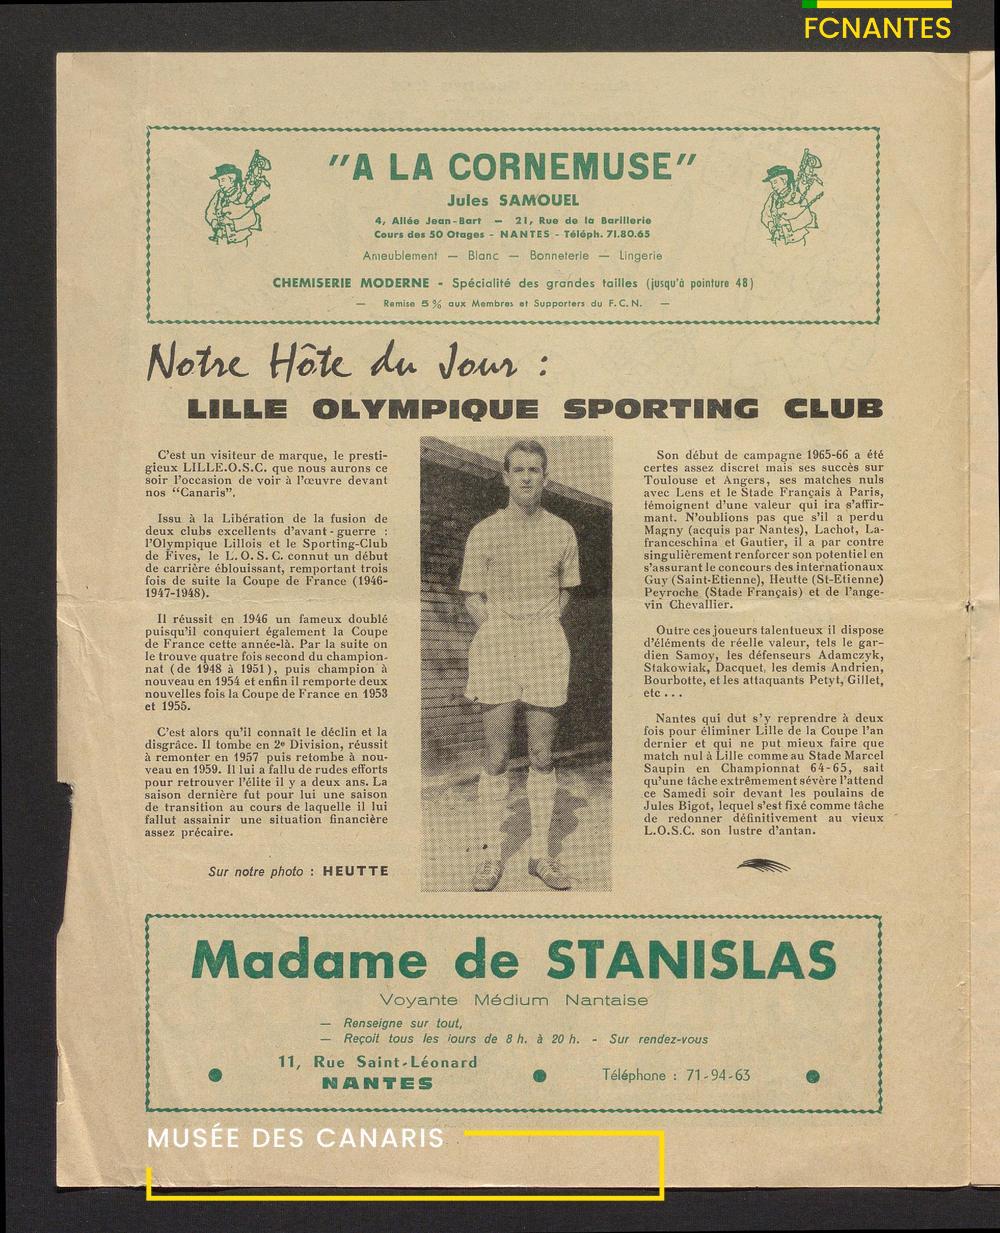 FCNANTES
"A LA CORNEMUSE"
Jules SAMOUEL
4, Allée Jean-Bart — 21, Rue de la Barillerie
Cours des 50 Otages - NANTES - Téléph. 71.80.65
Ameublement — Blanc — Bonneterie — Lingerie
CHEMISERIE MODERNE - Spécialité des grandes tailles (jusqu'à pointure 48)
— Remise 5 % aux Membres et Supporters du F.C.N. —
Notre Hôte du Jour :
LILLE OLYMPIQUE SPORTING CLUB
C'est un visiteur de marque, le presti-
gieux LILLE.O.S.C. que nous aurons ce
soir l'occasion de voir à l'œuvre devant
nos "Canaris".
Issu à la Libération de la fusion de
deux clubs excellents d'avant-guerre :
l'Olympique Lillois et le Sporting-Club
de Fives, le L.O.S.C. connut un début
de carrière éblouissant, remportant trois
fois de suite la Coupe de France (1946-
1947-1948).
Il réussit en 1946 un fameux doublé
puisqu'il conquiert également la Coupe
de France cette année-là. Par la suite on
le trouve quatre fois second du champion-
nat (de 1948 à 1951), puis champion à
nouveau en 1954 et enfin il remporte deux
nouvelles fois la Coupe de France en 1953
et 1955.
C'est alors qu'il connaît le déclin et la
disgrâce. Il tombe en 2e Division, réussit
à remonter en 1957 puis retombe à nou-
veau en 1959. Il lui a fallu de rudes efforts
pour retrouver l'élite il y a deux ans. La
saison dernière fut pour lui une saison
de transition au cours de laquelle il lui
fallut assainir une situation financière
assez précaire.
Sur notre photo : HEUTTE
Son début de campagne 1965-66 a été
certes assez discret mais ses succès sur
Toulouse et Angers, ses matches nuls
avec Lens et le Stade Français à Paris,
témoignent d'une valeur qui ira s'affir-
mant. N'oublions pas que s'il a perdu
Magny (acquis par Nantes), Lachot, La-
franceschina et Gautier, il a par contre
singulièrement renforcer son potentiel en
s'assurant le concours des internationaux
Guy (Saint-Etienne), Heutte (St-Etienne)
Peyroche (Stade Français) et de l'ange-
vin Chevallier.
Outre ces joueurs talentueux il dispose
d'éléments de réelle valeur, tels le gar-
dien Samoy, les défenseurs Adamczyk,
Stakowiak, Dacquet, les demis Andrien,
Bourbotte, et les attaquants Petyt, Gillet,
etc ...
Nantes qui dut s'y reprendre à deux
fois pour éliminer Lille de la Coupe l'an
dernier et qui ne put mieux faire que
match nul à Lille comme au Stade Marcel
Saupin en Championnat 64-65, sait
qu'une tâche extrêmement sévère l'attend
ce Samedi soir devant les poulains de
Jules Bigot, lequel s'est fixé comme tâche
de redonner définitivement au vieux
L.O.S.C. son lustre d'antan.
Madame de STANISLAS
Voyante Médium Nantaise
— Renseigne sur tout,
— Reçoit tous les jours de 8 h. à 20 h. - Sur rendez-vous
11, Rue Saint-Léonard
NANTES
Téléphone : 71-94-63
MUSÉE DES CANARIS